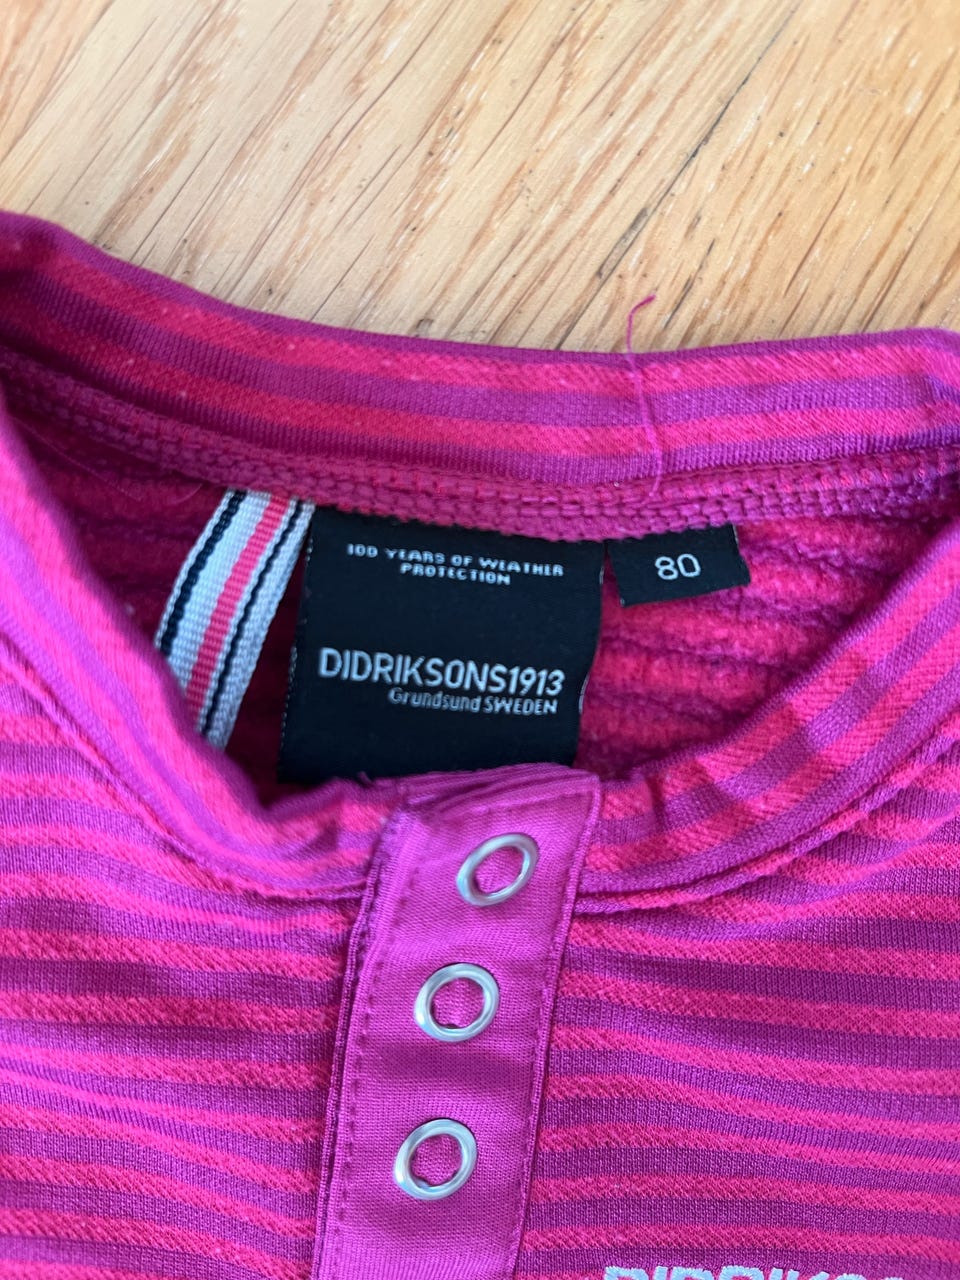 100 YEARS OF WEATHER
PROTECTION
80
DIDRIKSONS1913
Grundsund SWEDEN